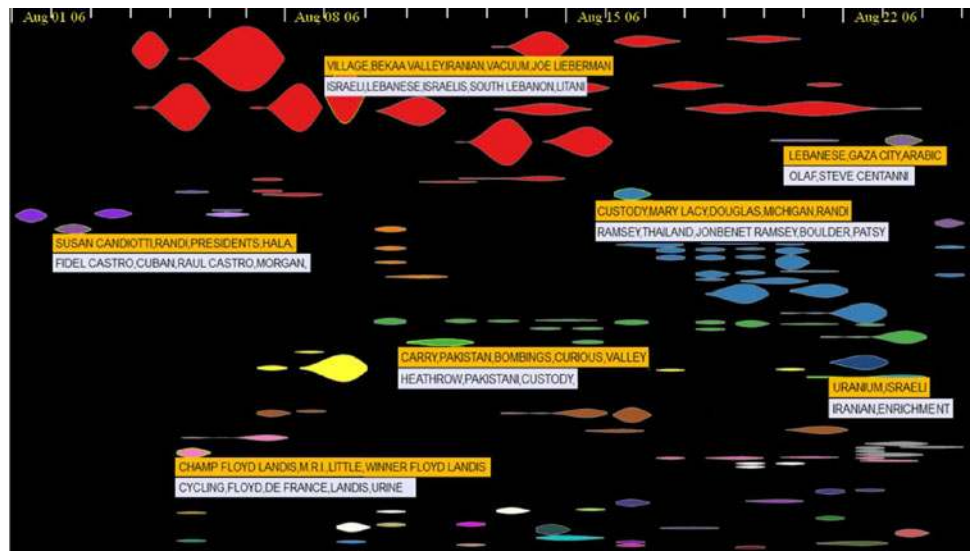 Aug 01 06
Aug 08 06
Aug 15 06
Aug 22 06
VILLAGE,BEKAA VALLEY,IRANIAN,VACUUM,JOE LIEBERMAN
ISRAELI,LEBANESE,ISRAELIS,SOUTH LEBANON,LITANI
LEBANESE,GAZA CITY,ARABIC
OLAF,STEVE CENTANNI
CUSTODY,MARY LACY,DOUGLAS,MICHIGAN,RANDI
RAMSEY,THAILAND,JONBENET RAMSEY,BOULDER,PATSY
SUSAN CANDIOTTI,RANDI,PRESIDENTS,HALA,
FIDEL CASTRO,CUBAN,RAUL CASTRO,MORGAN,
CARRY,PAKISTAN,BOMBINGS,CURIOUS,VALLEY
HEATHROW,PAKISTANI,CUSTODY,
URANIUM,ISRAELI
IRANIAN,ENRICHMENT
CHAMP FLOYD LANDIS,M.R.I.,LITTLE,WINNER FLOYD LANDIS
CYCLING,FLOYD,DE FRANCE,LANDIS,URINE